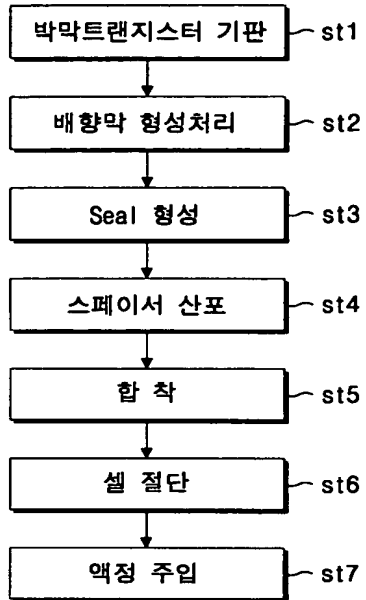 박막트랜지스터 기판 st1
배향막 형성처리 st2
Seal 형성 st3
스페이서 산포 st4
합 착 st5
셀 절단 st6
액정 주입 st7